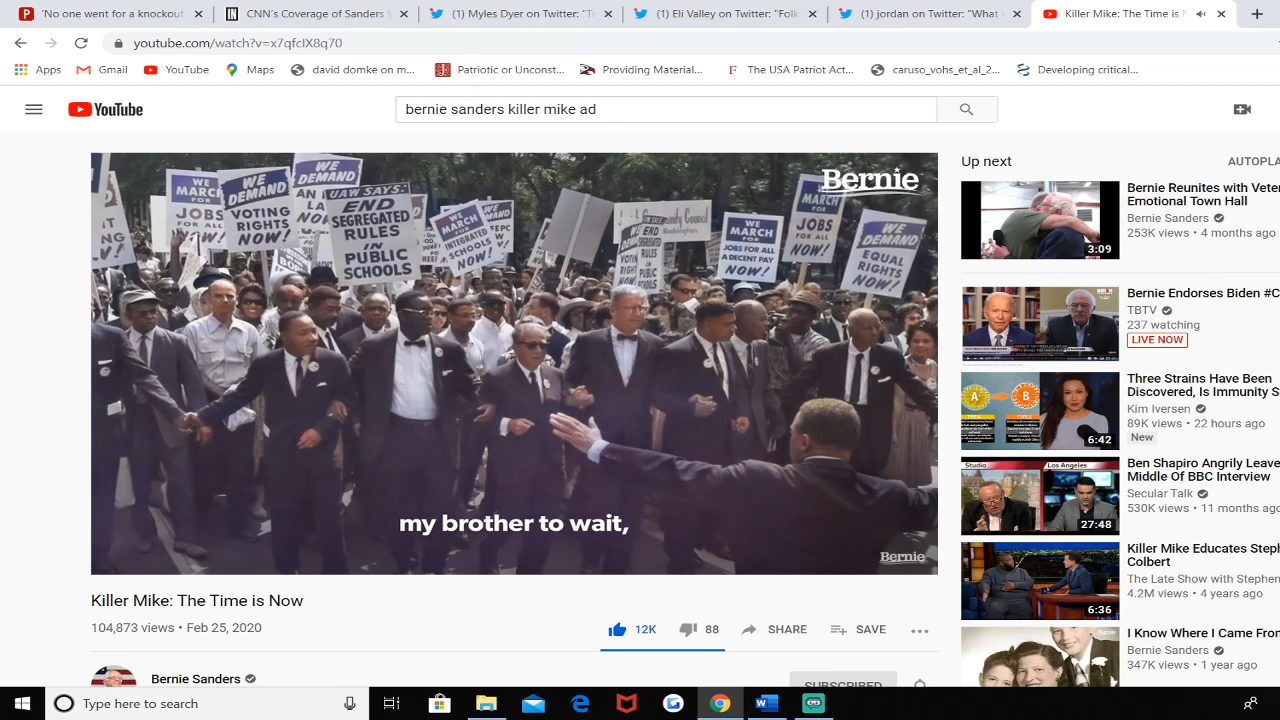 'No one went for a knockout
CNN's Coverage of Sanders V
(1) Myles Dyer on Twitter: "Tw
(1) Eli Valley on Twitter: "Folk
(1) jordan on Twitter: "What t
Killer Mike: The Time is N
youtube.com/watch?v=x7qfcIX8q70
Apps Gmail YouTube Maps david domke on m... Patriotic or Unconst... Providing Material... The USA Patriot Act... caruso_vohs_et_al_2... Developing critical...
YouTube
bernie sanders killer mike ad
WE DEMAND
WE MARCH FOR JOBS FOR ALL
WE DEMAND VOTING RIGHTS NOW!
UAW SAYS: END SEGREGATED RULES IN PUBLIC SCHOOLS
WE MARCH FOR INTEGRATED SCHOOLS NOW!
WE MARCH FOR JOBS FOR ALL A DECENT PAY NOW!
WE MARCH FOR JOBS FOR ALL NOW!
WE DEMAND EQUAL RIGHTS NOW!
Bernie
my brother to wait,
Bernie
Killer Mike: The Time is Now
104,873 views • Feb 25, 2020
12K 88 SHARE SAVE
Bernie Sanders
SUBSCRIBED
Up next AUTOPLA
Bernie Reunites with Veter
Emotional Town Hall
Bernie Sanders
253K views • 4 months ago
3:09
Bernie Endorses Biden #C
TBTV
237 watching
LIVE NOW
A B
Three Strains Have Been
Discovered, Is Immunity S
Kim Iversen
89K views • 22 hours ago
New
6:42
Studio Los Angeles
Ben Shapiro Angrily Leave
Middle Of BBC Interview
Secular Talk
530K views • 11 months ago
27:48
Killer Mike Educates Steph
Colbert
The Late Show with Stephen
4.2M views • 4 years ago
6:36
I Know Where I Came Fro
Bernie Sanders
347K views • 1 year ago
Type here to search